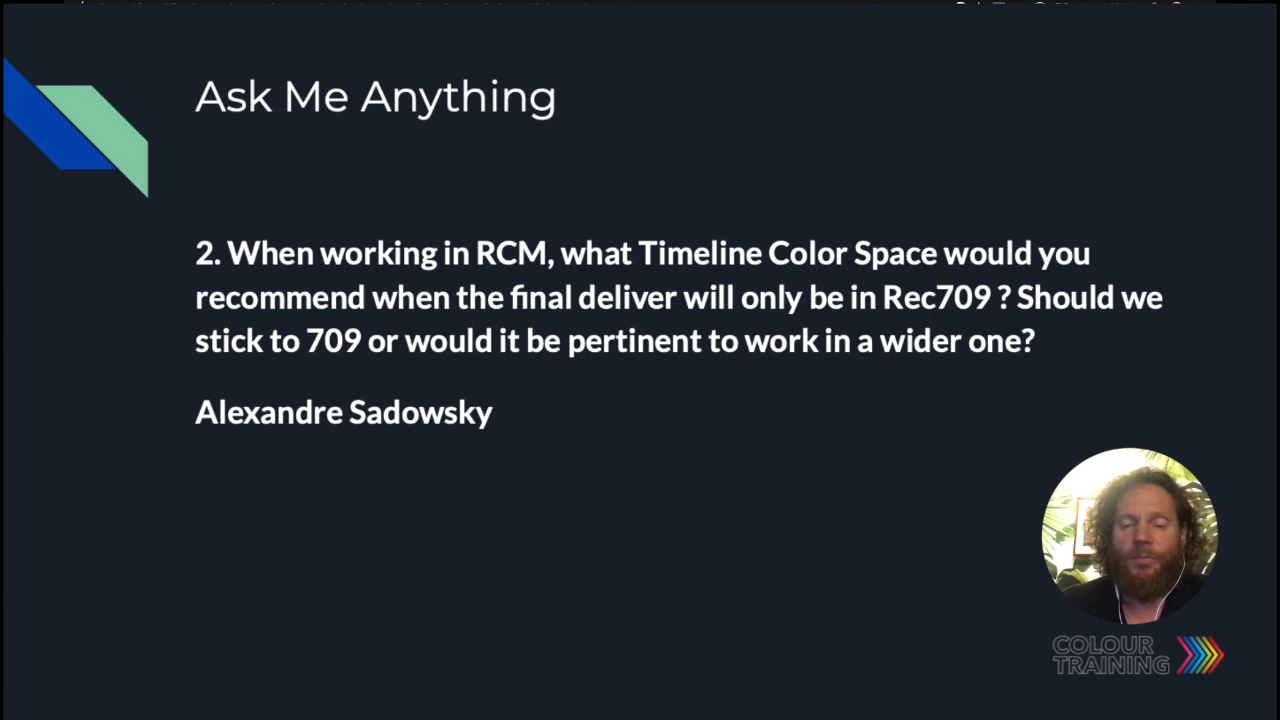 Ask Me Anything
2. When working in RCM, what Timeline Color Space would you
recommend when the final deliver will only be in Rec709 ? Should we
stick to 709 or would it be pertinent to work in a wider one?
Alexandre Sadowsky
COLOUR
TRAINING